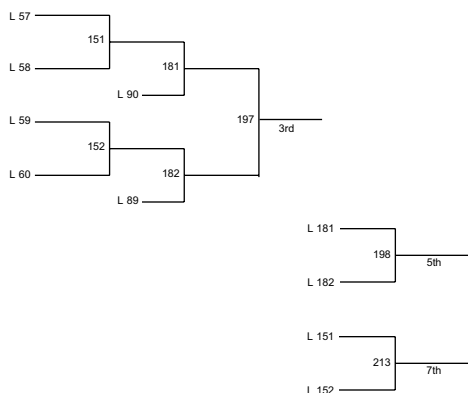 L 57
151
L 58
181
L 90
L 59
197
3rd
152
182
L 60
L 89
L 181
198
5th
L 182
L 151
213
7th
L 152